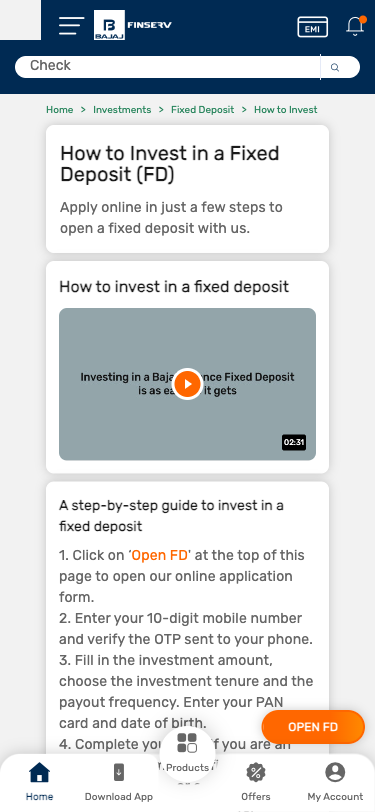 BAJAJ FINSERV
EMI
Check
Home > Investments > Fixed Deposit > How to Invest
How to Invest in a Fixed
Deposit (FD)
Apply online in just a few steps to
open a fixed deposit with us.
How to invest in a fixed deposit
Investing in a Baja nce Fixed Deposit
is as ea it gets
02:31
A step-by-step guide to invest in a
fixed deposit
1. Click on 'Open FD' at the top of this
page to open our online application
form.
2. Enter your 10-digit mobile number
and verify the OTP sent to your phone.
3. Fill in the investment amount,
choose the investment tenure and the
payout frequency. Enter your PAN
card and date of birth.
OPEN FD
4. Complete you if you are an
Home
Download App
Products
Offers
My Account